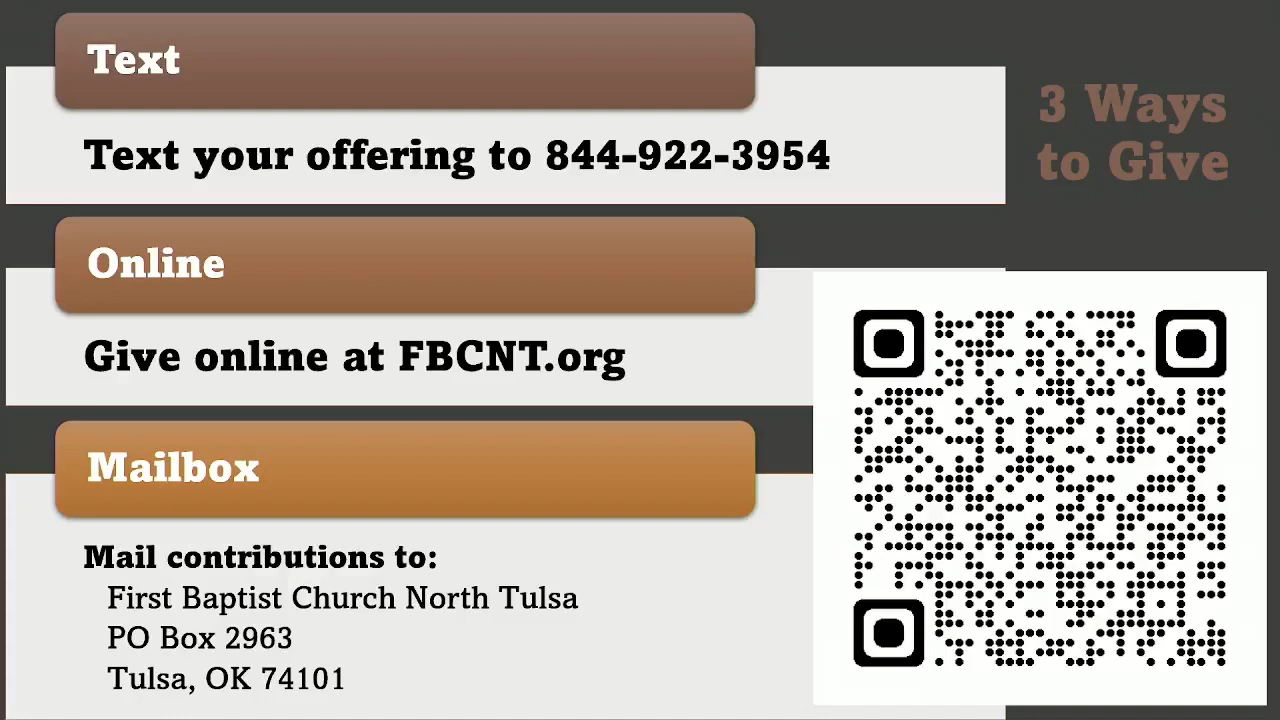 Text
Text your offering to 844-922-3954
3 Ways
to Give
Online
Give online at FBCNT.org
Mailbox
Mail contributions to:
First Baptist Church North Tulsa
PO Box 2963
Tulsa, OK 74101